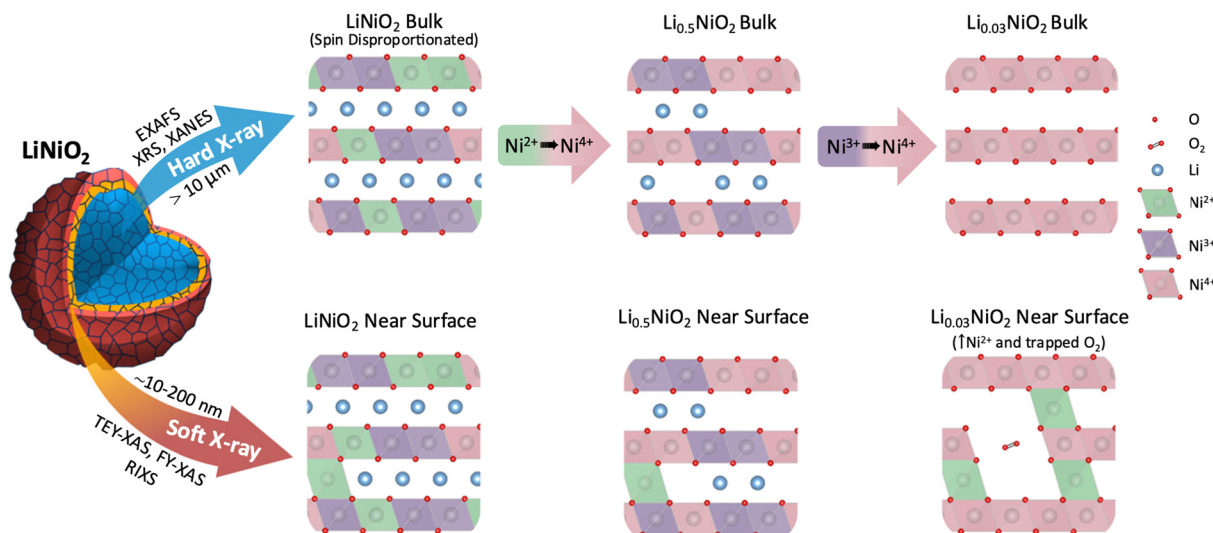 LiNiO₂ Bulk
(Spin Disproportionated)
Li₀.₅NiO₂ Bulk
Li₀.₀₃NiO₂ Bulk
EXAFS
XRS, XANES
Hard X-ray
> 10 μm
LiNiO₂
Ni²⁺ Ni⁴⁺
Ni³⁺ Ni⁴⁺
O
O₂
Li
Ni²⁺
Ni³⁺
Ni⁴⁺
LiNiO₂ Near Surface
Li₀.₅NiO₂ Near Surface
Li₀.₀₃NiO₂ Near Surface
(↑Ni²⁺ and trapped O₂)
~10-200 nm
Soft X-ray
TEY-XAS, FY-XAS
RIXS